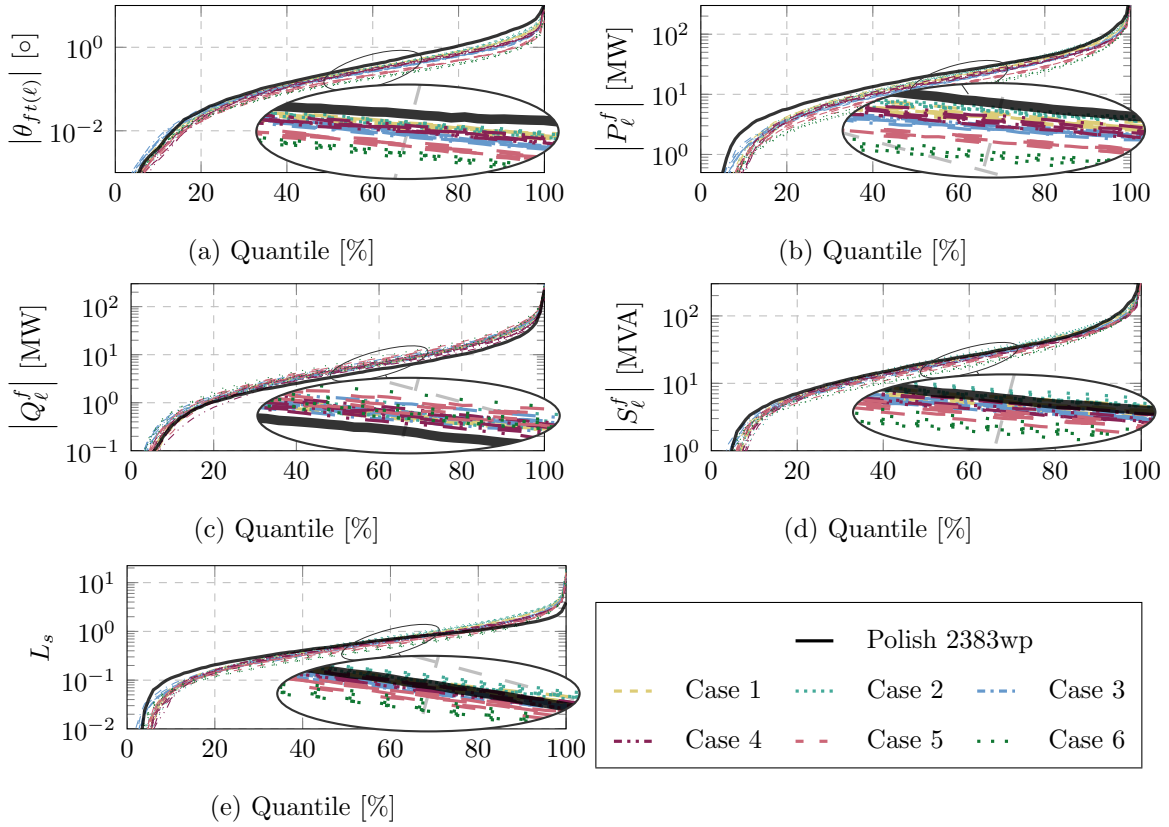 |θ_{ft(ℓ)}| [∘]
10^0
10^{−2}
0 20 40 60 80 100
(a) Quantile [%]
|P_ℓ^f| [MW]
10^2
10^1
10^0
0 20 40 60 80 100
(b) Quantile [%]
|Q_ℓ^f| [MW]
10^2
10^1
10^0
10^{−1}
0 20 40 60 80 100
(c) Quantile [%]
|S_ℓ^f| [MVA]
10^2
10^1
10^0
0 20 40 60 80 100
(d) Quantile [%]
L_s
10^1
10^0
10^{−1}
10^{−2}
0 20 40 60 80 100
(e) Quantile [%]
Polish 2383wp
Case 1 Case 2 Case 3
Case 4 Case 5 Case 6